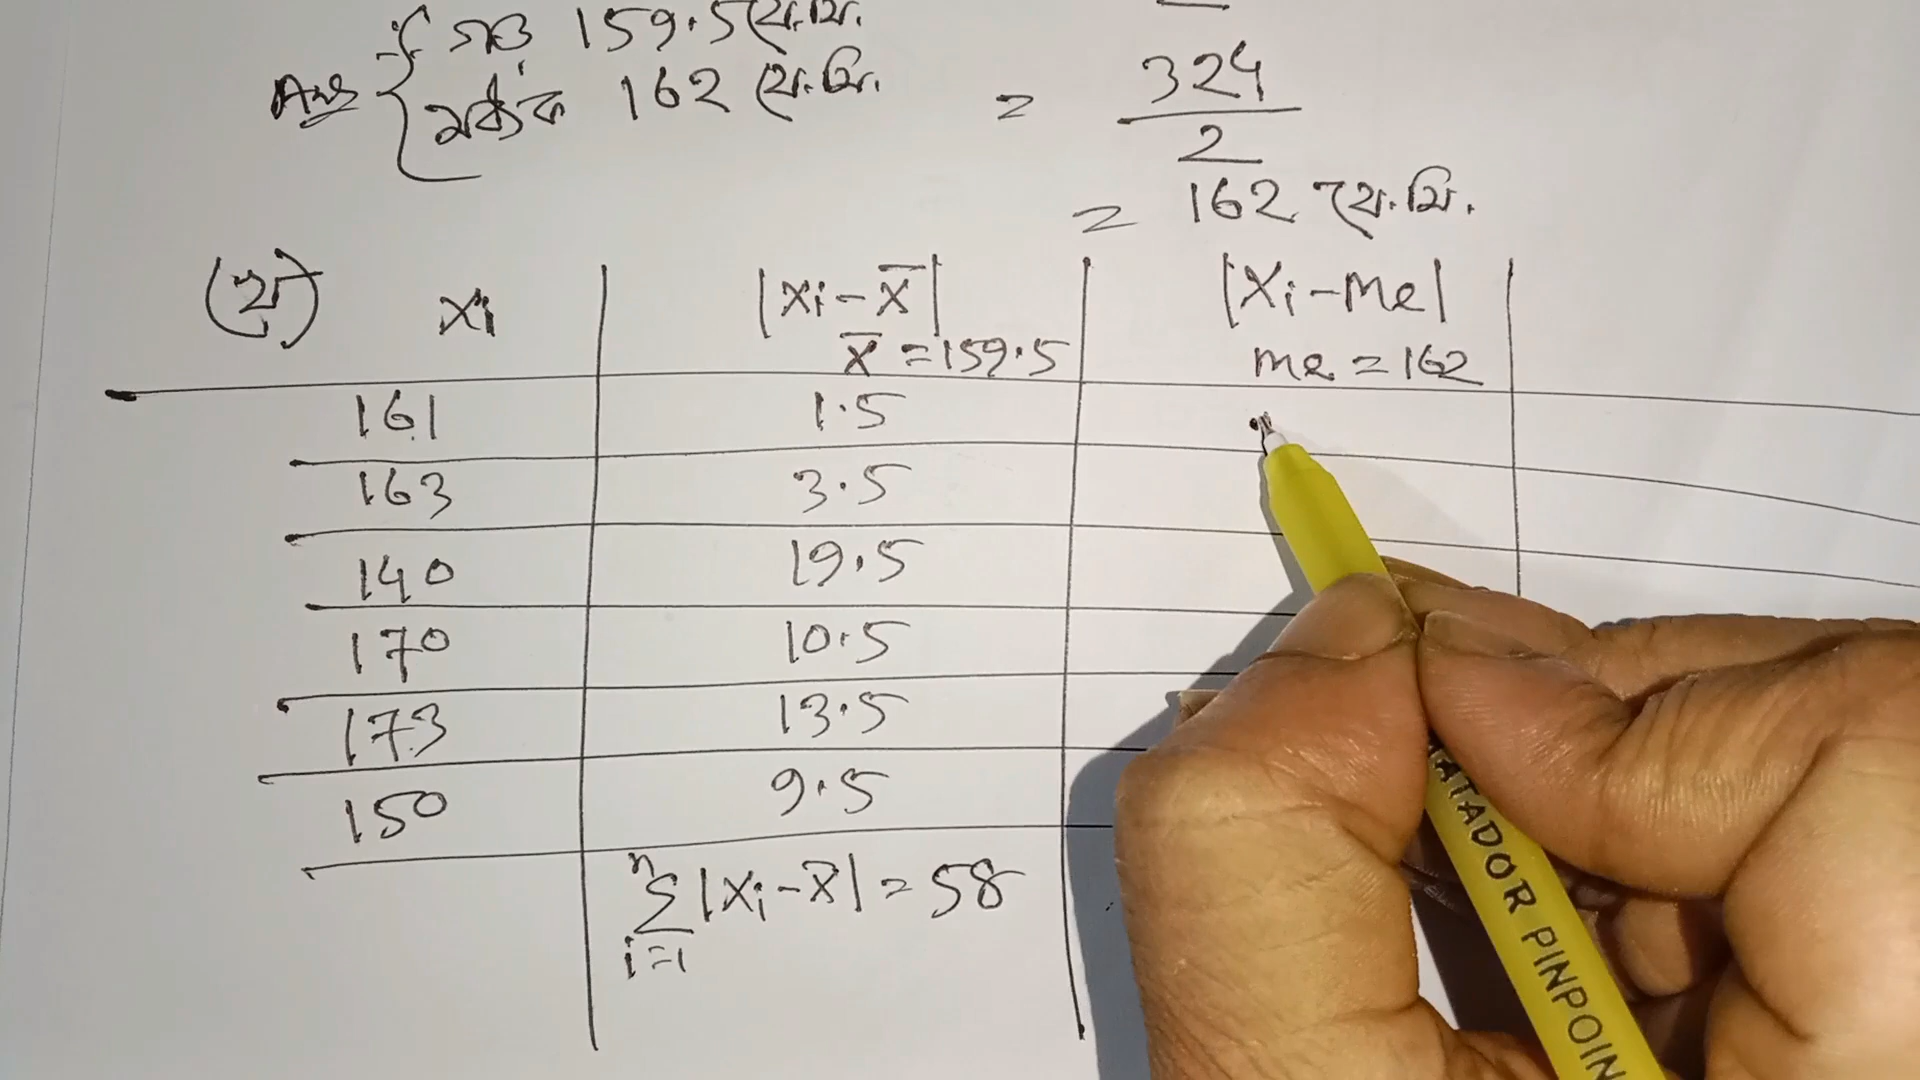 গড় 159.5 সে.মি.
Ans { মধ্যক 162 সে.মি.
= 324
2
= 162 সে.মি.
xi |xi - x̅| |xi - me|
x̅ = 159.5 me = 162
161 1.5
163 3.5
140 19.5
170 10.5
173 13.5
150 9.5
n
Σ |xi - x̅| = 58
i=1
MATADOR PINPOIN